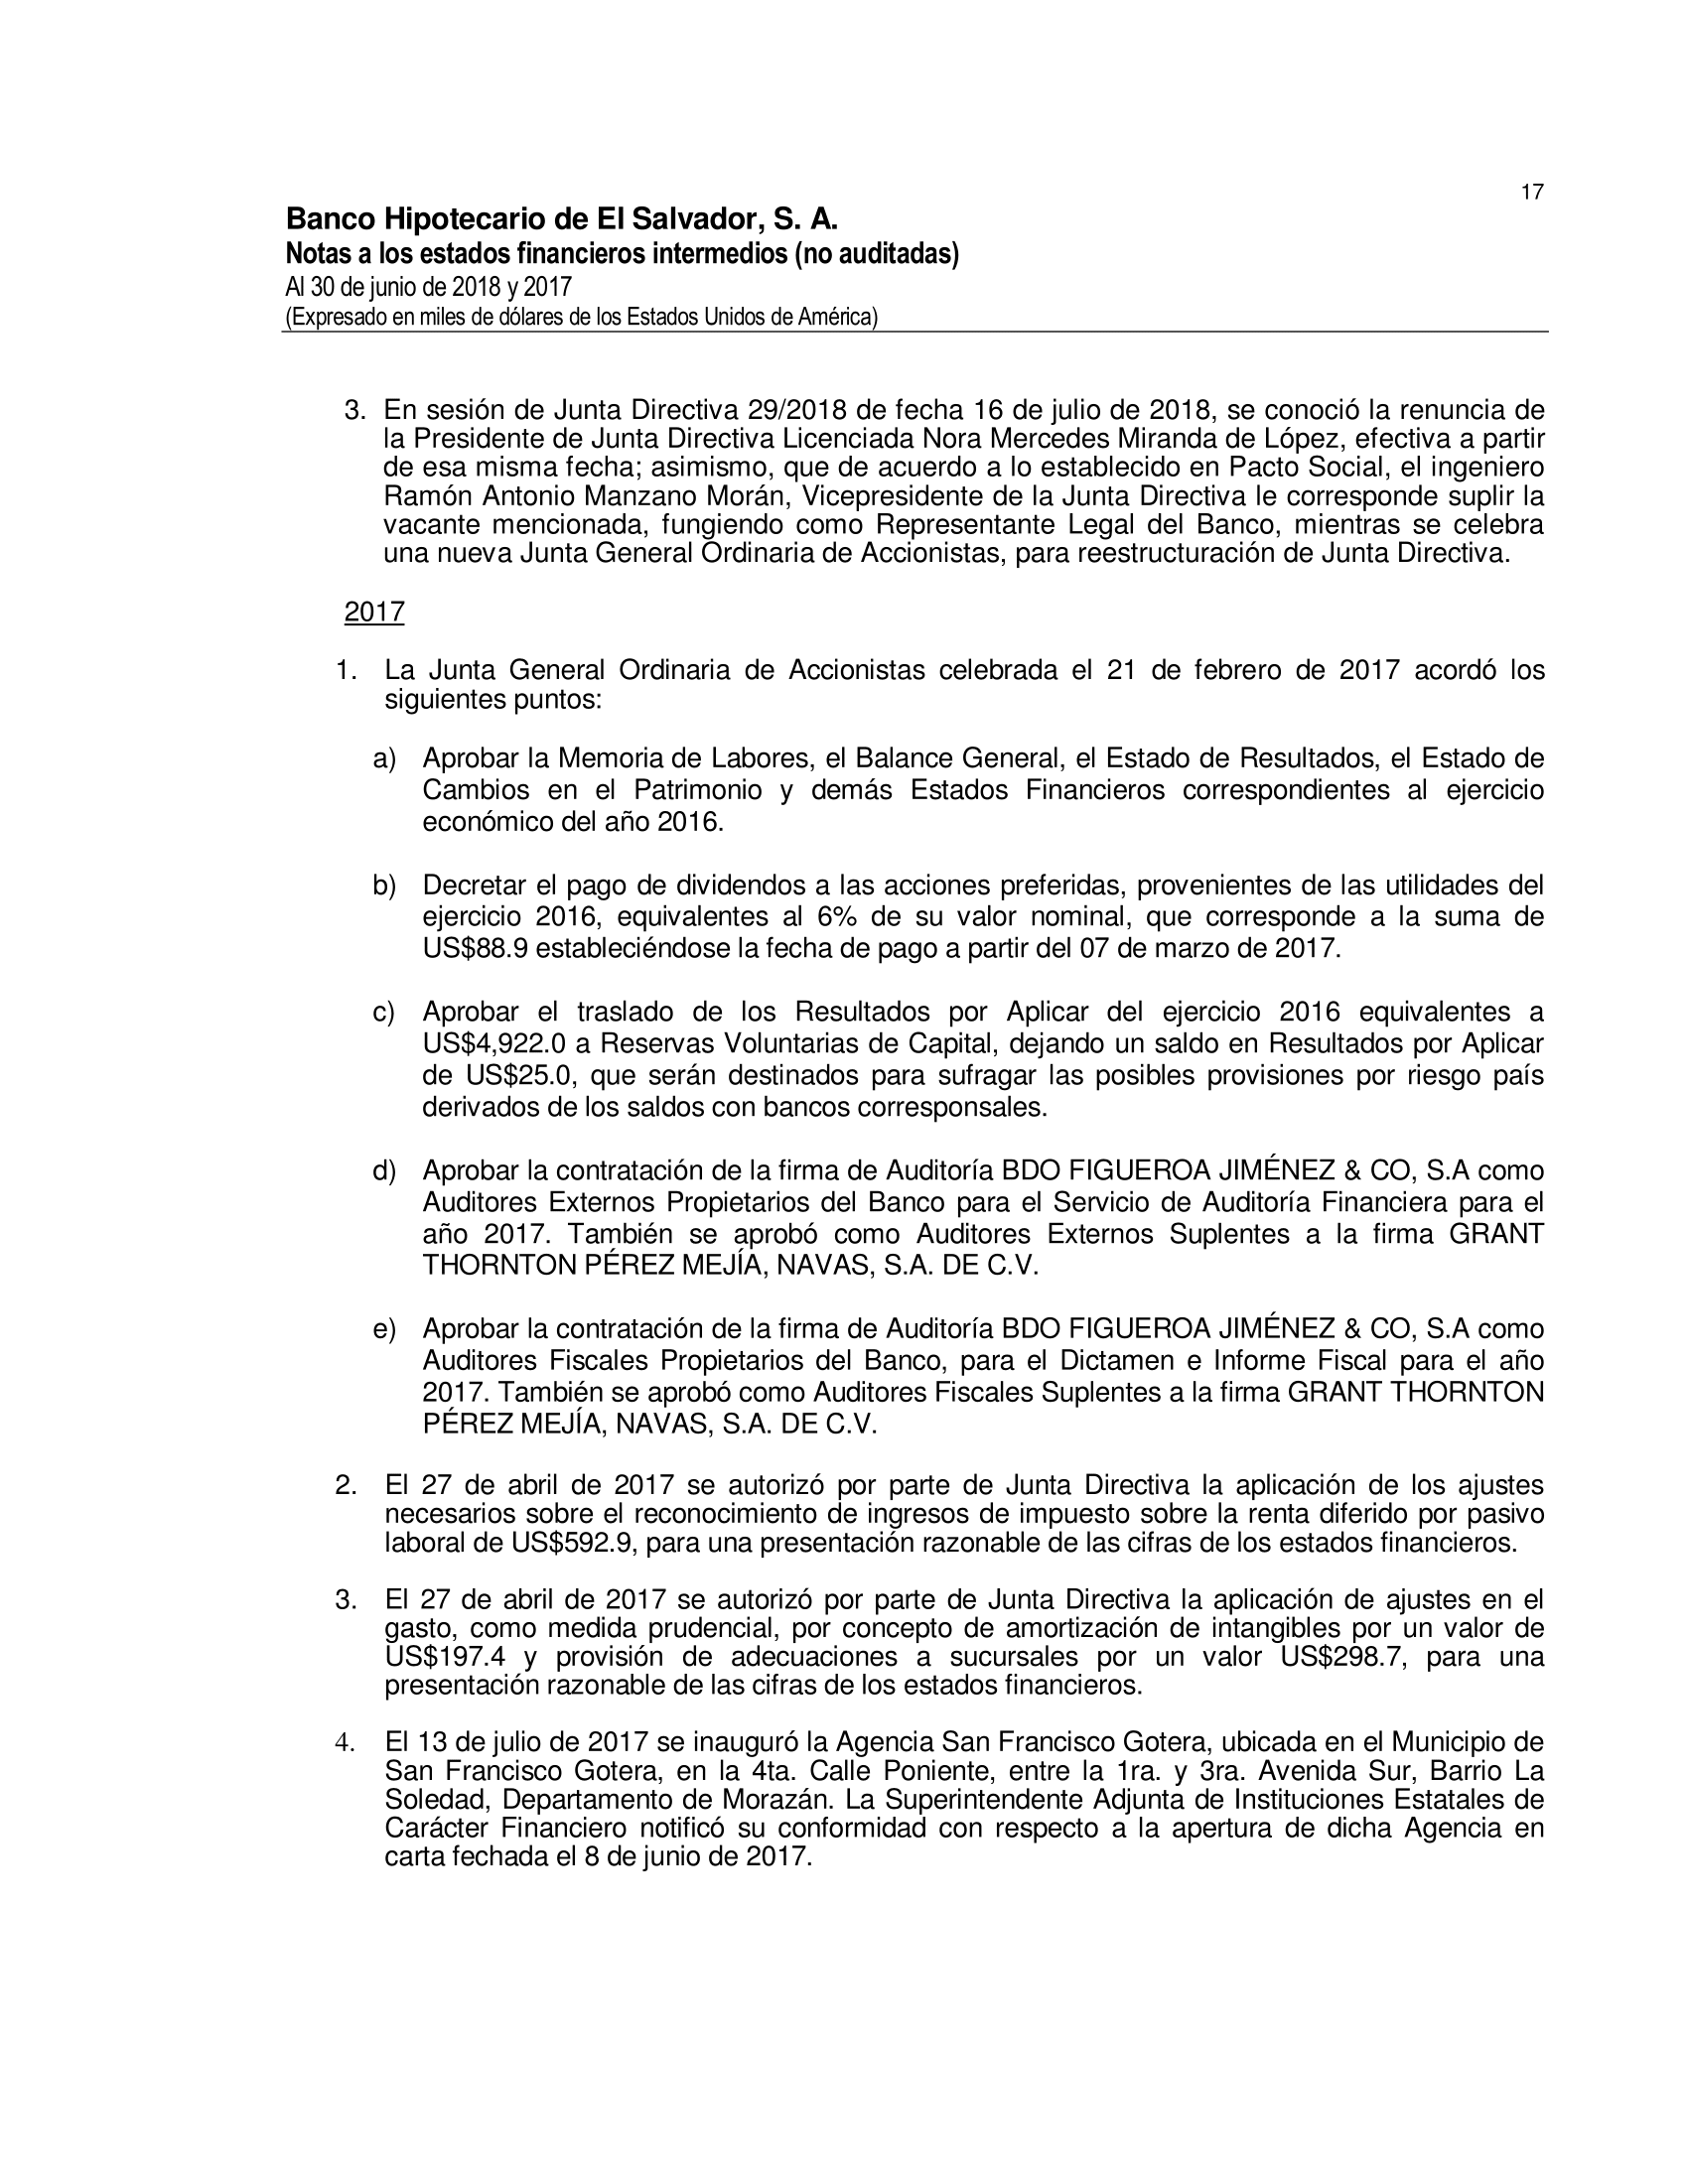 17
Banco Hipotecario de El Salvador, S. A.
Notas a los estados financieros intermedios (no auditadas)
Al 30 de junio de 2018 y 2017
(Expresado en miles de dólares de los Estados Unidos de América)
3. En sesión de Junta Directiva 29/2018 de fecha 16 de julio de 2018, se conoció la renuncia de
la Presidente de Junta Directiva Licenciada Nora Mercedes Miranda de López, efectiva a partir
de esa misma fecha; asimismo, que de acuerdo a lo establecido en Pacto Social, el ingeniero
Ramón Antonio Manzano Morán, Vicepresidente de la Junta Directiva le corresponde suplir la
vacante mencionada, fungiendo como Representante Legal del Banco, mientras se celebra
una nueva Junta General Ordinaria de Accionistas, para reestructuración de Junta Directiva.
2017
1. La Junta General Ordinaria de Accionistas celebrada el 21 de febrero de 2017 acordó los
siguientes puntos:
a) Aprobar la Memoria de Labores, el Balance General, el Estado de Resultados, el Estado de
Cambios en el Patrimonio y demás Estados Financieros correspondientes al ejercicio
económico del año 2016.
b) Decretar el pago de dividendos a las acciones preferidas, provenientes de las utilidades del
ejercicio 2016, equivalentes al 6% de su valor nominal, que corresponde a la suma de
US$88.9 estableciéndose la fecha de pago a partir del 07 de marzo de 2017.
c) Aprobar el traslado de los Resultados por Aplicar del ejercicio 2016 equivalentes a
US$4,922.0 a Reservas Voluntarias de Capital, dejando un saldo en Resultados por Aplicar
de US$25.0, que serán destinados para sufragar las posibles provisiones por riesgo país
derivados de los saldos con bancos corresponsales.
d) Aprobar la contratación de la firma de Auditoría BDO FIGUEROA JIMÉNEZ & CO, S.A como
Auditores Externos Propietarios del Banco para el Servicio de Auditoría Financiera para el
año 2017. También se aprobó como Auditores Externos Suplentes a la firma GRANT
THORNTON PÉREZ MEJÍA, NAVAS, S.A. DE C.V.
e) Aprobar la contratación de la firma de Auditoría BDO FIGUEROA JIMÉNEZ & CO, S.A como
Auditores Fiscales Propietarios del Banco, para el Dictamen e Informe Fiscal para el año
2017. También se aprobó como Auditores Fiscales Suplentes a la firma GRANT THORNTON
PÉREZ MEJÍA, NAVAS, S.A. DE C.V.
2. El 27 de abril de 2017 se autorizó por parte de Junta Directiva la aplicación de los ajustes
necesarios sobre el reconocimiento de ingresos de impuesto sobre la renta diferido por pasivo
laboral de US$592.9, para una presentación razonable de las cifras de los estados financieros.
3. El 27 de abril de 2017 se autorizó por parte de Junta Directiva la aplicación de ajustes en el
gasto, como medida prudencial, por concepto de amortización de intangibles por un valor de
US$197.4 y provisión de adecuaciones a sucursales por un valor US$298.7, para una
presentación razonable de las cifras de los estados financieros.
4. El 13 de julio de 2017 se inauguró la Agencia San Francisco Gotera, ubicada en el Municipio de
San Francisco Gotera, en la 4ta. Calle Poniente, entre la 1ra. y 3ra. Avenida Sur, Barrio La
Soledad, Departamento de Morazán. La Superintendente Adjunta de Instituciones Estatales de
Carácter Financiero notificó su conformidad con respecto a la apertura de dicha Agencia en
carta fechada el 8 de junio de 2017.